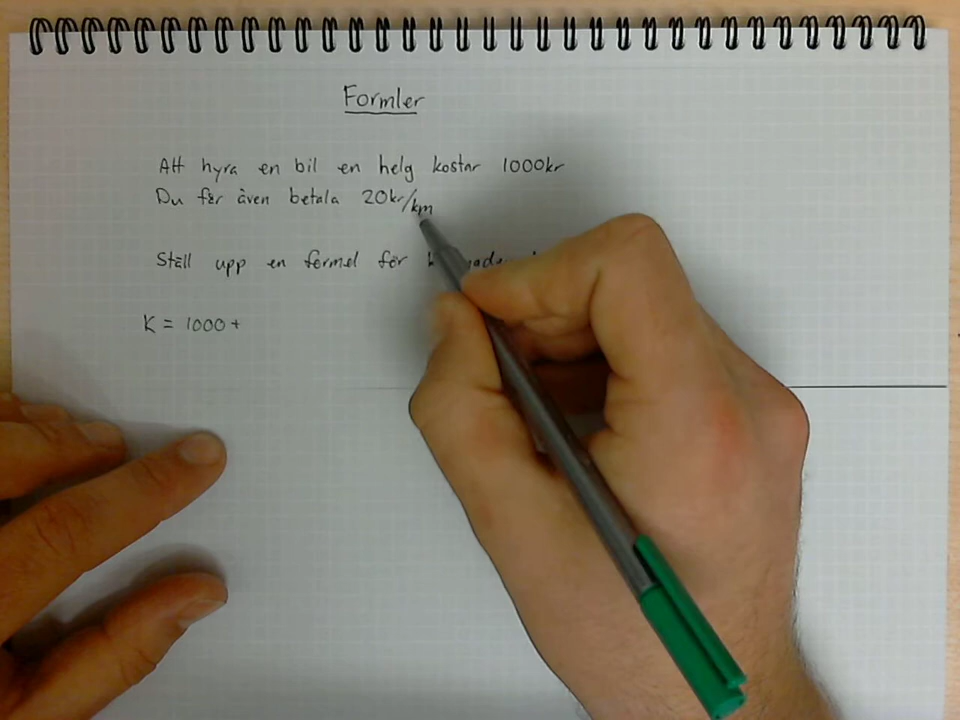 Formler
Att hyra en bil en helg kostar 1000kr
Du får även betala 20kr/km
Ställ upp en formel för
K = 1000 +